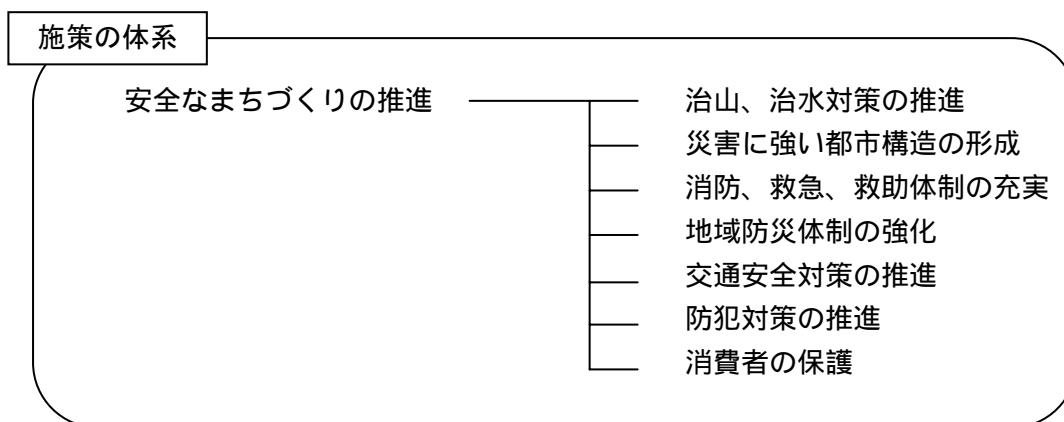 施策の体系
安全なまちづくりの推進
治山、治水対策の推進
災害に強い都市構造の形成
消防、救急、救助体制の充実
地域防災体制の強化
交通安全対策の推進
防犯対策の推進
消費者の保護